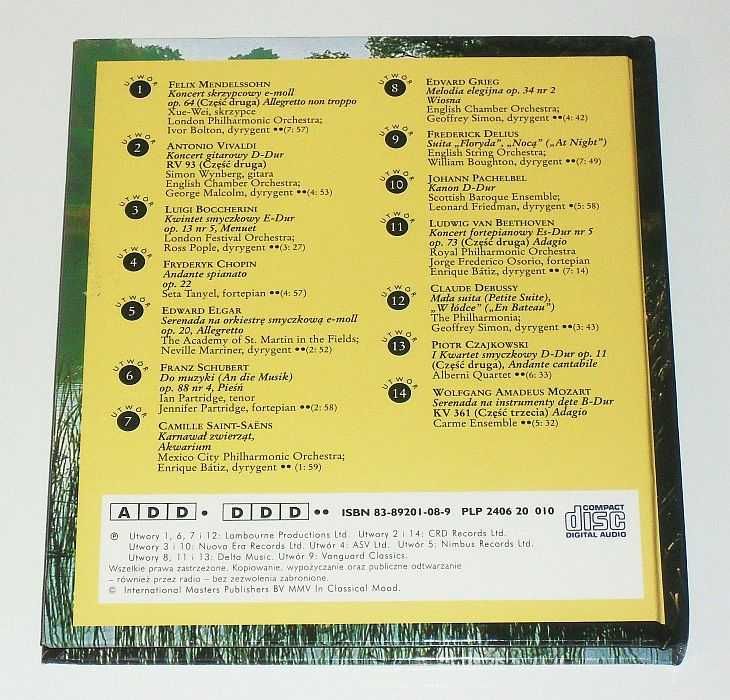 UTWÓR
1
FELIX MENDELSSOHN
Koncert skrzypcowy e-moll
op. 64 (Część druga) Allegretto non troppo
Xue-Wei, skrzypce
London Philharmonic Orchestra;
Ivor Bolton, dyrygent ••(7: 57)
UTWÓR
2
ANTONIO VIVALDI
Koncert gitarowy D-Dur
RV 93 (Część druga)
Simon Wynberg, gitara
English Chamber Orchestra;
George Malcolm, dyrygent ••(4: 53)
UTWÓR
3
LUIGI BOCCHERINI
Kwintet smyczkowy E-Dur
op. 13 nr 5, Menuet
London Festival Orchestra;
Ross Pople, dyrygent ••(3: 27)
UTWÓR
4
FRYDERYK CHOPIN
Andante spianato
op. 22
Seta Tanyel, fortepian ••(4: 57)
UTWÓR
5
EDWARD ELGAR
Serenada na orkiestrę smyczkową e-moll
op. 20, Allegretto
The Academy of St. Martin in the Fields;
Neville Marriner, dyrygent ••(2: 52)
UTWÓR
6
FRANZ SCHUBERT
Do muzyki (An die Musik)
op. 88 nr 4, Pieśń
Ian Partridge, tenor
Jennifer Partridge, fortepian ••(2: 58)
UTWÓR
7
CAMILLE SAINT-SAËNS
Karnawał zwierząt,
Akwarium
Mexico City Philharmonic Orchestra;
Enrique Bátiz, dyrygent •• (1: 59)
UTWÓR
8
EDVARD GRIEG
Melodia elegijna op. 34 nr 2
Wiosna
English Chamber Orchestra;
Geoffrey Simon, dyrygent ••(4: 42)
UTWÓR
9
FREDERICK DELIUS
Suita „Floryda”, „Nocą” („At Night”)
English String Orchestra;
William Boughton, dyrygent ••(7: 49)
UTWÓR
10
JOHANN PACHELBEL
Kanon D-Dur
Scottish Baroque Ensemble;
Leonard Friedman, dyrygent •(5: 58)
UTWÓR
11
LUDWIG VAN BEETHOVEN
Koncert fortepianowy Es-Dur nr 5
op. 73 (Część druga) Adagio
Royal Philharmonic Orchestra
Jorge Frederico Osorio, fortepian
Enrique Bátiz, dyrygent •• (7: 14)
UTWÓR
12
CLAUDE DEBUSSY
Mała suita (Petite Suite),
„W łódce” („En Bateau”)
The Philharmonia;
Geoffrey Simon, dyrygent ••(3: 43)
UTWÓR
13
PIOTR CZAJKOWSKI
I Kwartet smyczkowy D-Dur op. 11
(Część druga), Andante cantabile
Alberni Quartet ••(6: 33)
UTWÓR
14
WOLFGANG AMADEUS MOZART
Serenada na instrumenty dęte B-Dur
KV 361 (Część trzecia) Adagio
Carme Ensemble ••(5: 32)
ADD • DDD •• ISBN 83-89201-08-9 PLP 2406 20 010
COMPACT disc DIGITAL AUDIO
Ⓟ Utwory 1, 6, 7 i 12: Lambourne Productions Ltd. Utwory 2 i 14: CRD Records Ltd.
Utwory 3 i 10: Nuova Era Records Ltd. Utwór 4: ASV Ltd. Utwór 5: Nimbus Records Ltd.
Utwory 8, 11 i 13: Delta Music. Utwór 9: Vanguard Classics.
Wszelkie prawa zastrzeżone. Kopiowanie, wypożyczanie oraz publiczne odtwarzanie
– również przez radio – bez zezwolenia zabronione.
© International Masters Publishers BV MMV In Classical Mood.